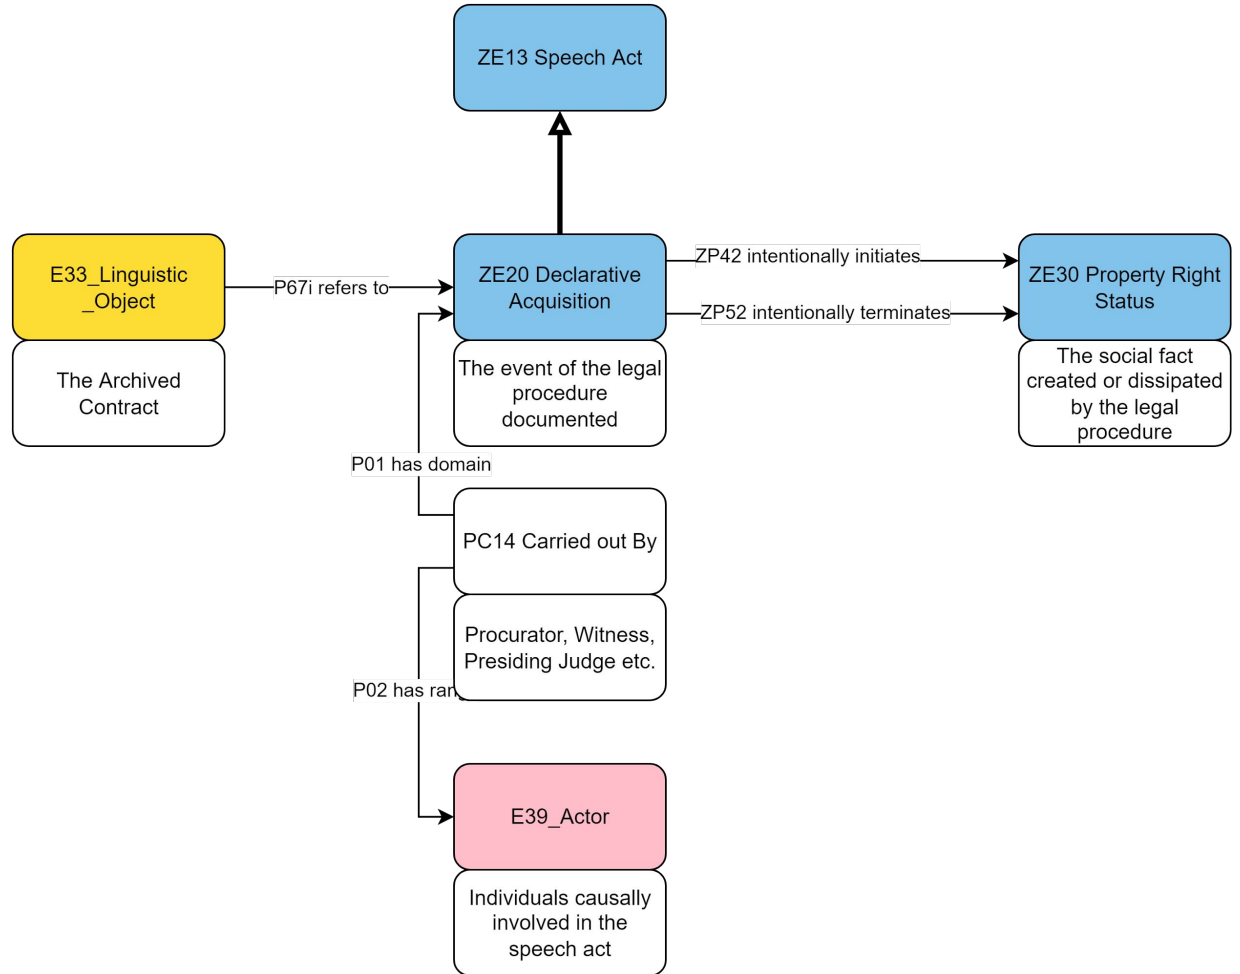 ZE13 Speech Act
E33_Linguistic
_Object
The Archived
Contract
P67i refers to
ZE20 Declarative
Acquisition
The event of the legal
procedure
documented
ZP42 intentionally initiates
ZP52 intentionally terminates
ZE30 Property Right
Status
The social fact
created or dissipated
by the legal
procedure
P01 has domain
PC14 Carried out By
Procurator, Witness,
Presiding Judge etc.
P02 has
E39_Actor
Individuals causally
involved in the
speech act